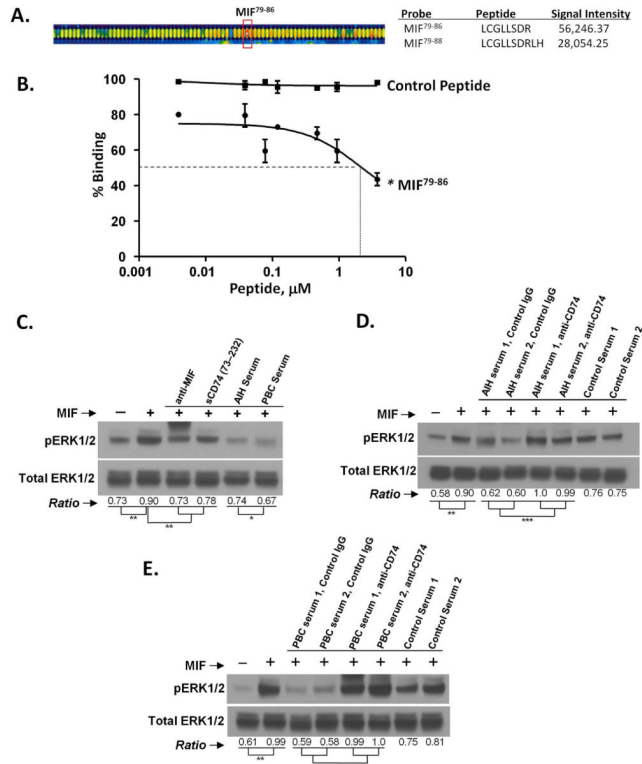 A.
MIF79-86
Probe Peptide Signal Intensity
MIF79-86 LCGLLSDR 56,246.37
MIF79-88 LCGLLSDRLH 28,054.25
B.
% Binding
100
80
60
40
20
0
0.001 0.01 0.1 1 10
Peptide, μM
Control Peptide
* MIF79-86
C.
anti-MIF
sCD74 (73–232)
AIH Serum
PBC Serum
MIF → – + + + + +
pERK1/2
Total ERK1/2
Ratio → 0.73 0.90 0.73 0.78 0.74 0.67
** ** *
D.
AIH serum 1, Control IgG
AIH serum 2, Control IgG
AIH serum 1, anti-CD74
AIH serum 2, anti-CD74
Control Serum 1
Control Serum 2
MIF → – + + + + + + +
pERK1/2
Total ERK1/2
Ratio → 0.58 0.90 0.62 0.60 1.0 0.99 0.76 0.75
** ***
E.
PBC serum 1, Control IgG
PBC serum 2, Control IgG
PBC serum 1, anti-CD74
PBC serum 2, anti-CD74
Control Serum 1
Control Serum 2
MIF → – + + + + + + +
pERK1/2
Total ERK1/2
Ratio → 0.61 0.99 0.59 0.58 0.99 1.0 0.75 0.81
**